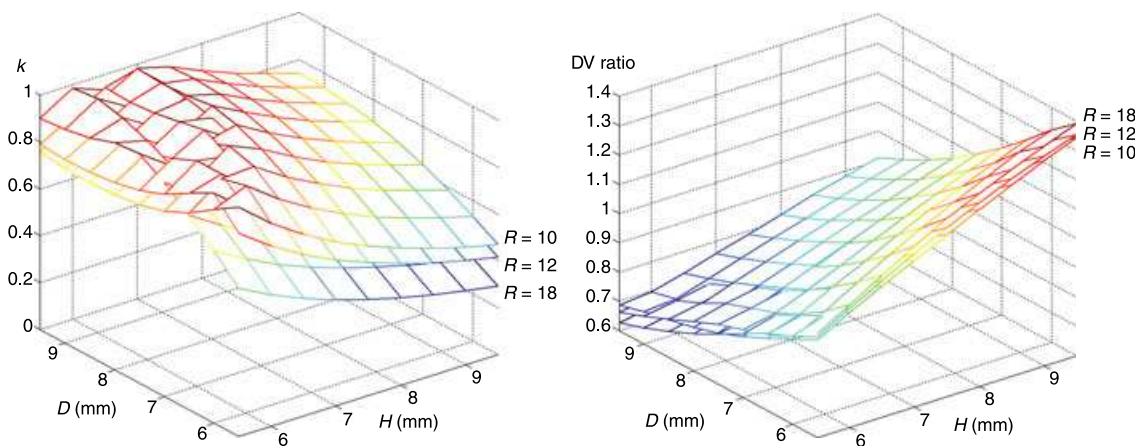 k
1
0.8
0.6
0.4
0.2
0
9
8
7
6
D (mm)
6
7
8
9
H (mm)
R = 10
R = 12
R = 18
DV ratio
1.4
1.3
1.2
1.1
1
0.9
0.8
0.7
0.6
9
8
7
6
D (mm)
6
7
8
9
H (mm)
R = 18
R = 12
R = 10